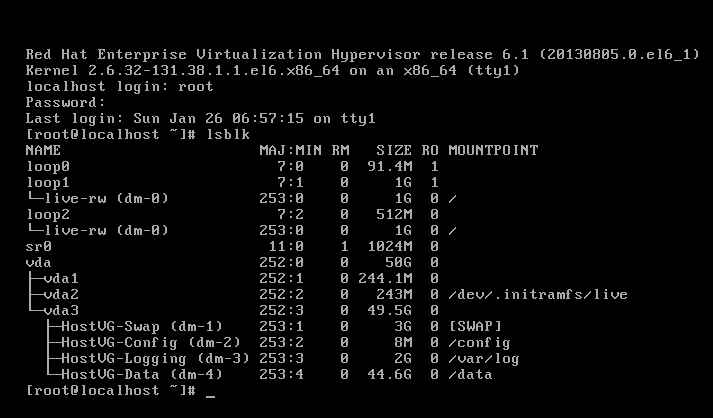 Red Hat Enterprise Virtualization Hypervisor release 6.1 (20130805.0.el6_1)
Kernel 2.6.32-131.38.1.1.el6.x86_64 on an x86_64 (tty1)
localhost login: root
Password:
Last login: Sun Jan 26 06:57:15 on tty1
[root@localhost ~]# lsblk
NAME                          MAJ:MIN RM   SIZE RO MOUNTPOINT
loop0                           7:0    0  91.4M  1
loop1                           7:1    0     1G  1
└─live-rw (dm-0)              253:0    0     1G  0 /
loop2                           7:2    0   512M  0
└─live-rw (dm-0)              253:0    0     1G  0 /
sr0                            11:0    1  1024M  0
vda                           252:0    0    50G  0
├─vda1                        252:1    0 244.1M  0
├─vda2                        252:2    0   243M  0 /dev/.initramfs/live
└─vda3                        252:3    0  49.5G  0
  ├─HostVG-Swap (dm-1)        253:1    0     3G  0 [SWAP]
  ├─HostVG-Config (dm-2)      253:2    0     8M  0 /config
  ├─HostVG-Logging (dm-3)     253:3    0     2G  0 /var/log
  └─HostVG-Data (dm-4)        253:4    0  44.6G  0 /data
[root@localhost ~]# _